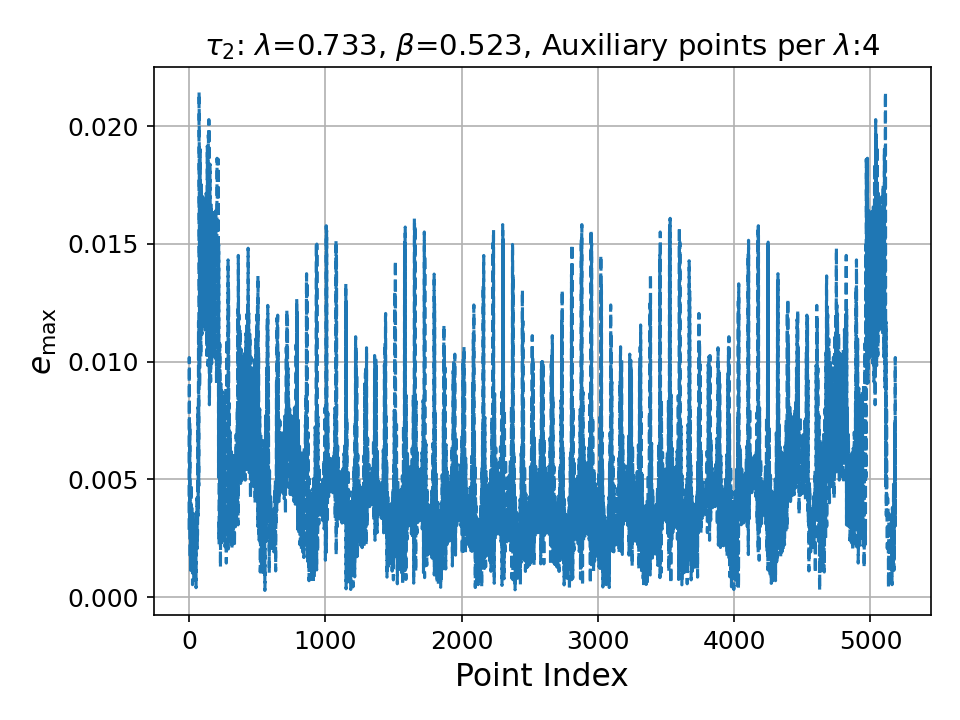 τ₂: λ=0.733, β=0.523, Auxiliary points per λ:4
0.020
0.015
0.010
0.005
0.000
e_max
0 1000 2000 3000 4000 5000
Point Index